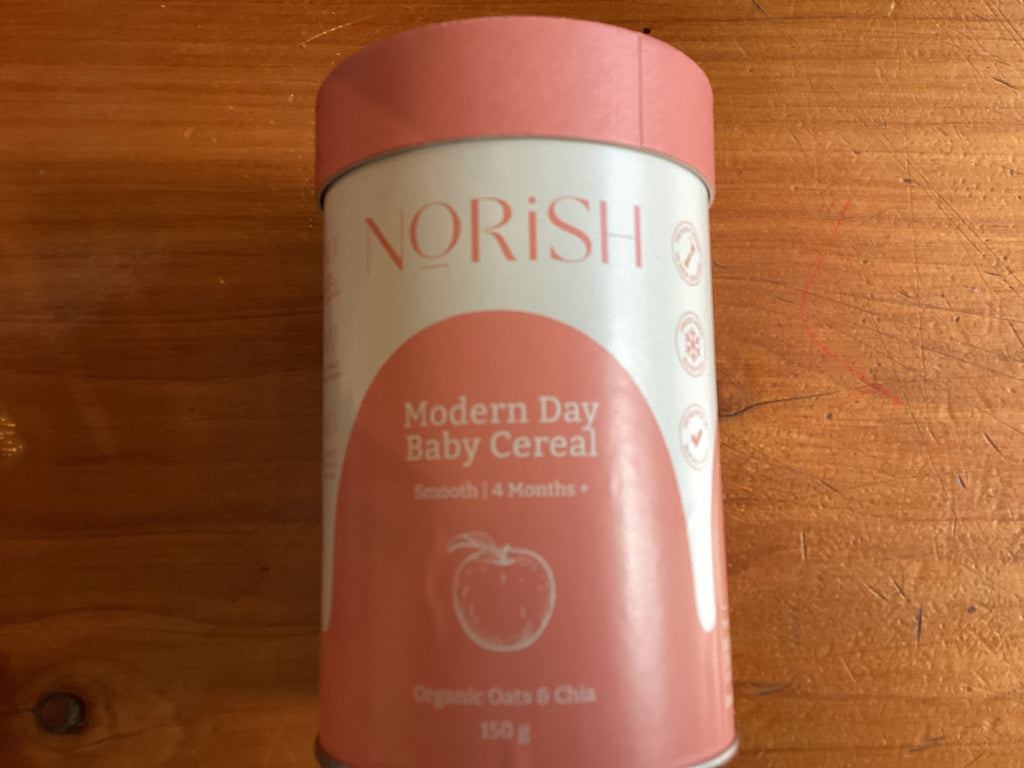 NORiSH
Modern Day
Baby Cereal
Smooth | 4 Months +
Organic Oats & Chia
150 g